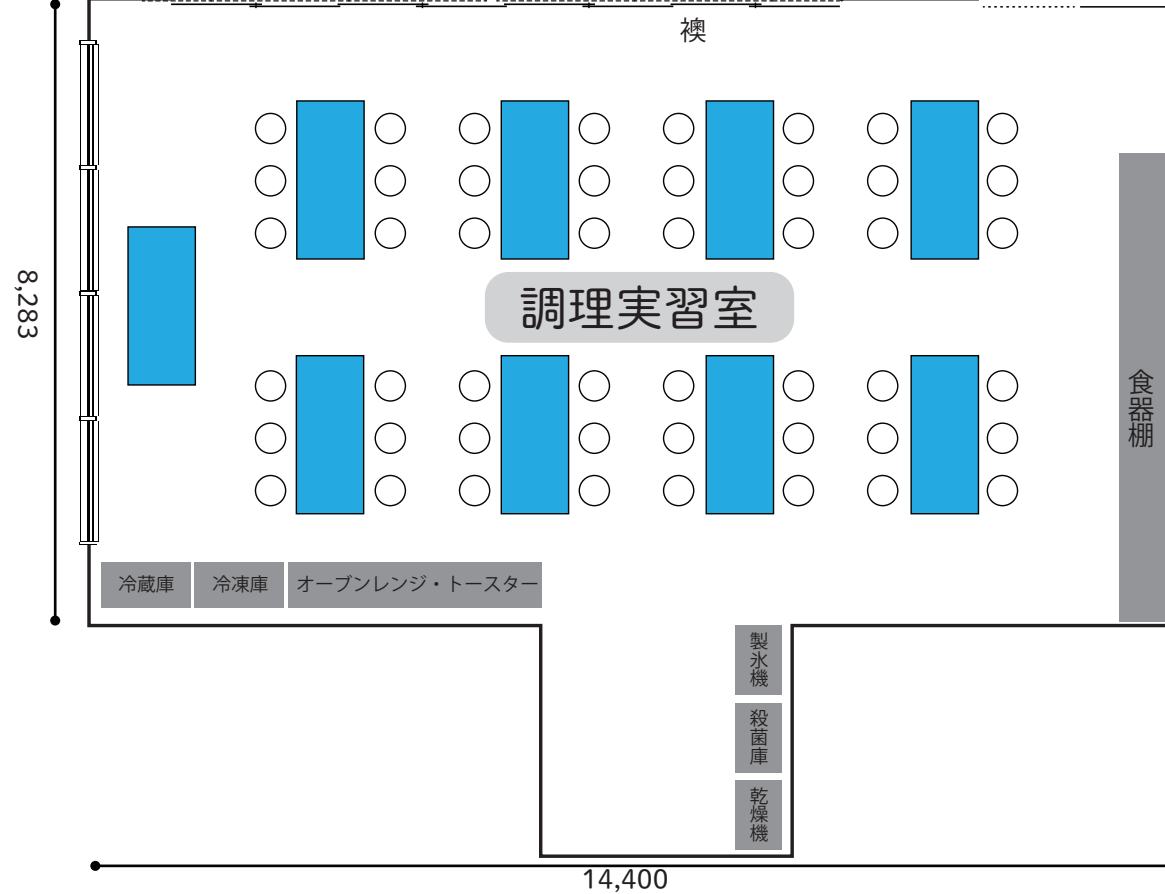 襖
8,283
調理実習室
食器棚
冷蔵庫
冷凍庫
オーブンレンジ・トースター
製氷機
殺菌庫
乾燥機
14,400